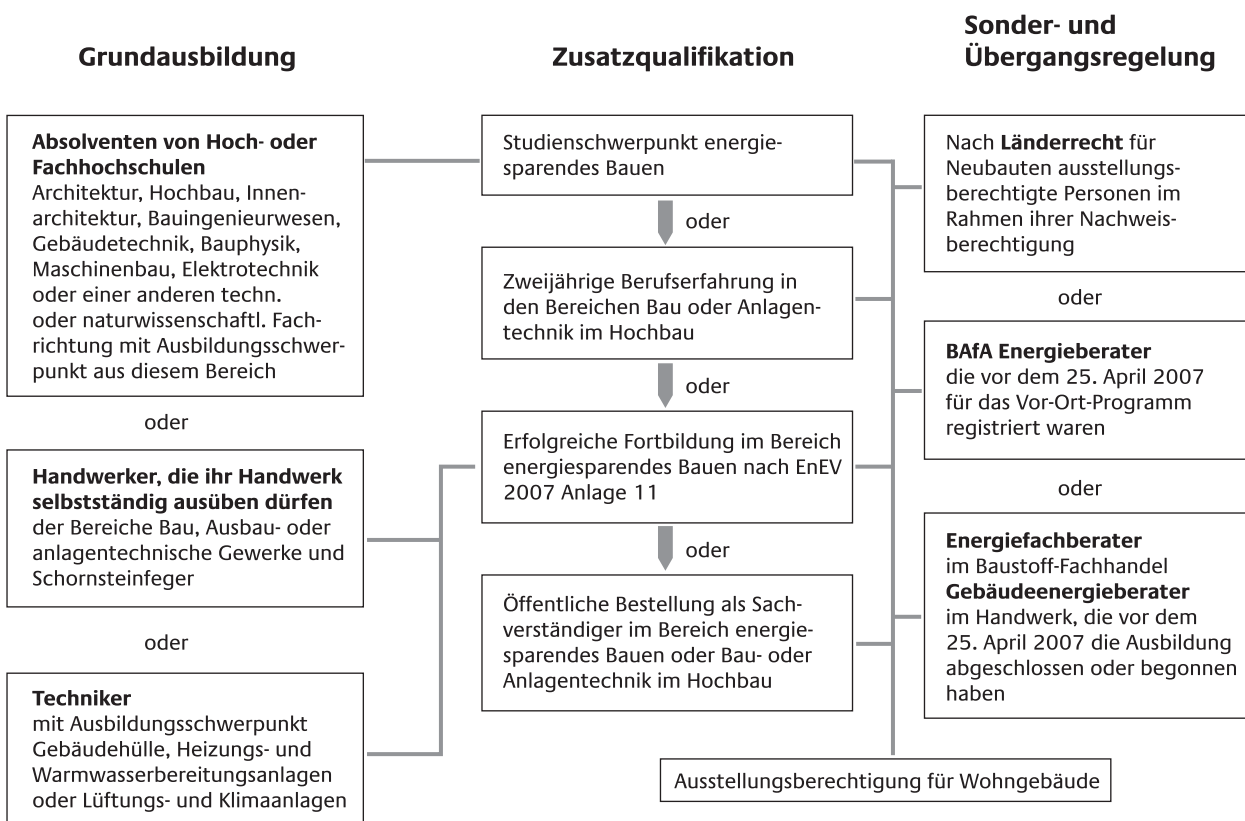 Grundausbildung
Absolventen von Hoch- oder
Fachhochschulen
Architektur, Hochbau, Innen-
architektur, Bauingenieurwesen,
Gebäudetechnik, Bauphysik,
Maschinenbau, Elektrotechnik
oder einer anderen techn.
oder naturwissenschaftl. Fach-
richtung mit Ausbildungsschwer-
punkt aus diesem Bereich
oder
Handwerker, die ihr Handwerk
selbstständig ausüben dürfen
der Bereiche Bau, Ausbau- oder
anlagentechnische Gewerke und
Schornsteinfeger
oder
Techniker
mit Ausbildungsschwerpunkt
Gebäudehülle, Heizungs- und
Warmwasserbereitungsanlagen
oder Lüftungs- und Klimaanlagen
Zusatzqualifikation
Studienschwerpunkt energie-
sparendes Bauen
oder
Zweijährige Berufserfahrung in
den Bereichen Bau oder Anlagen-
technik im Hochbau
oder
Erfolgreiche Fortbildung im Bereich
energiesparendes Bauen nach EnEV
2007 Anlage 11
oder
Öffentliche Bestellung als Sach-
verständiger im Bereich energie-
sparendes Bauen oder Bau- oder
Anlagentechnik im Hochbau
Sonder- und
Übergangsregelung
Nach Länderrecht für
Neubauten ausstellungs-
berechtigte Personen im
Rahmen ihrer Nachweis-
berechtigung
oder
BAfA Energieberater
die vor dem 25. April 2007
für das Vor-Ort-Programm
registriert waren
oder
Energiefachberater
im Baustoff-Fachhandel
Gebäudeenergieberater
im Handwerk, die vor dem
25. April 2007 die Ausbildung
abgeschlossen oder begonnen
haben
Ausstellungsberechtigung für Wohngebäude